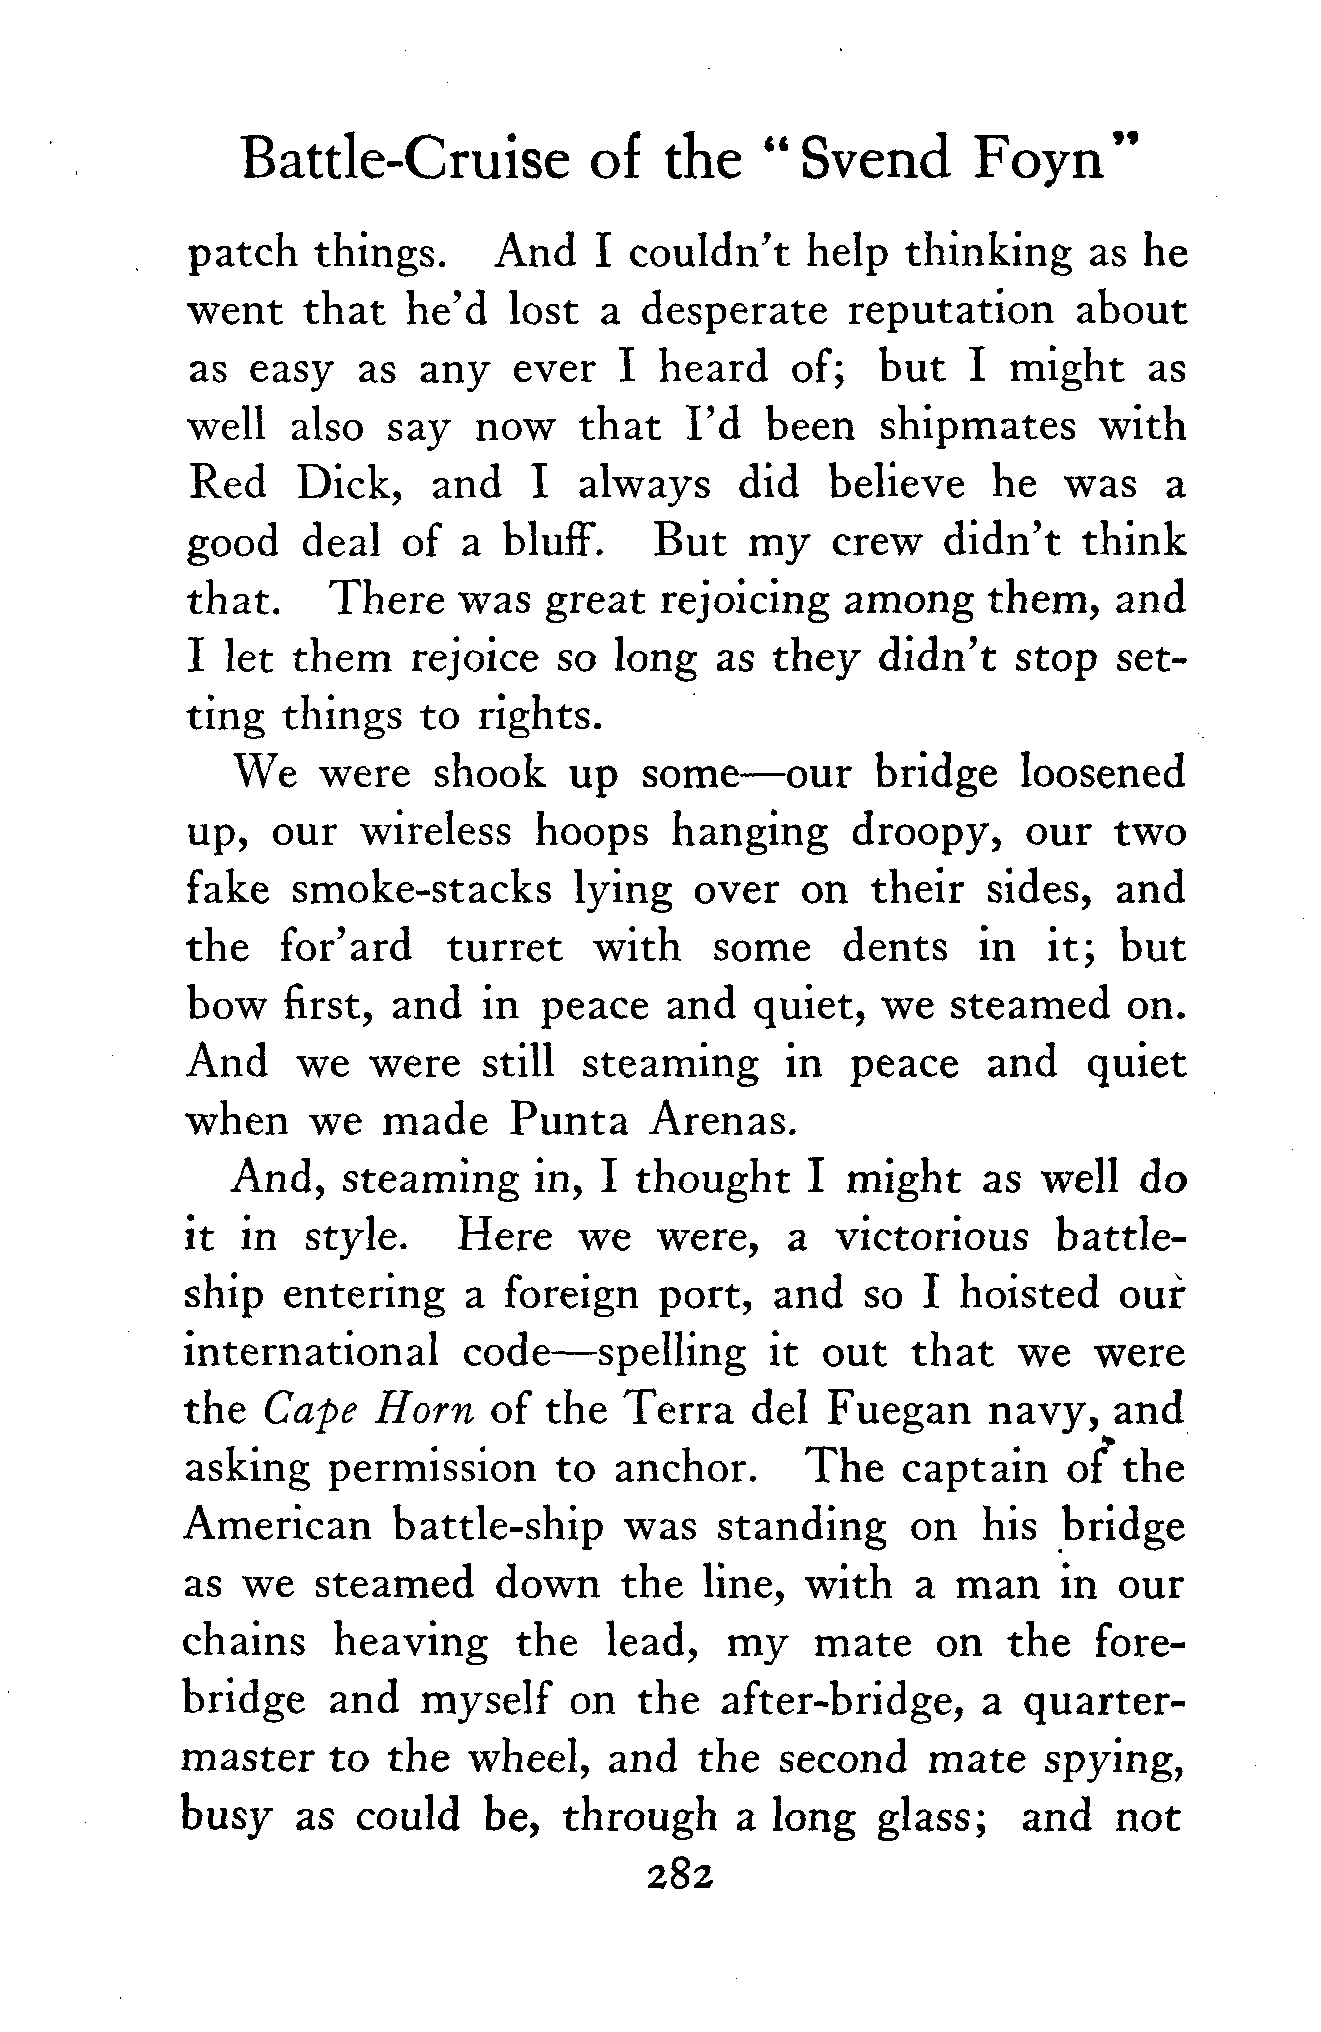 Battle-Cruise of the "Svend Foyn"
patch things. And I couldn't help thinking as he
went that he'd lost a desperate reputation about
as easy as any ever I heard of; but I might as
well also say now that I'd been shipmates with
Red Dick, and I always did believe he was a
good deal of a bluff. But my crew didn't think
that. There was great rejoicing among them, and
I let them rejoice so long as they didn't stop set-
ting things to rights.
We were shook up some—our bridge loosened
up, our wireless hoops hanging droopy, our two
fake smoke-stacks lying over on their sides, and
the for'ard turret with some dents in it; but
bow first, and in peace and quiet, we steamed on.
And we were still steaming in peace and quiet
when we made Punta Arenas.
And, steaming in, I thought I might as well do
it in style. Here we were, a victorious battle-
ship entering a foreign port, and so I hoisted our
international code—spelling it out that we were
the Cape Horn of the Terra del Fuegan navy, and
asking permission to anchor. The captain of the
American battle-ship was standing on his bridge
as we steamed down the line, with a man in our
chains heaving the lead, my mate on the fore-
bridge and myself on the after-bridge, a quarter-
master to the wheel, and the second mate spying,
busy as could be, through a long glass; and not
282